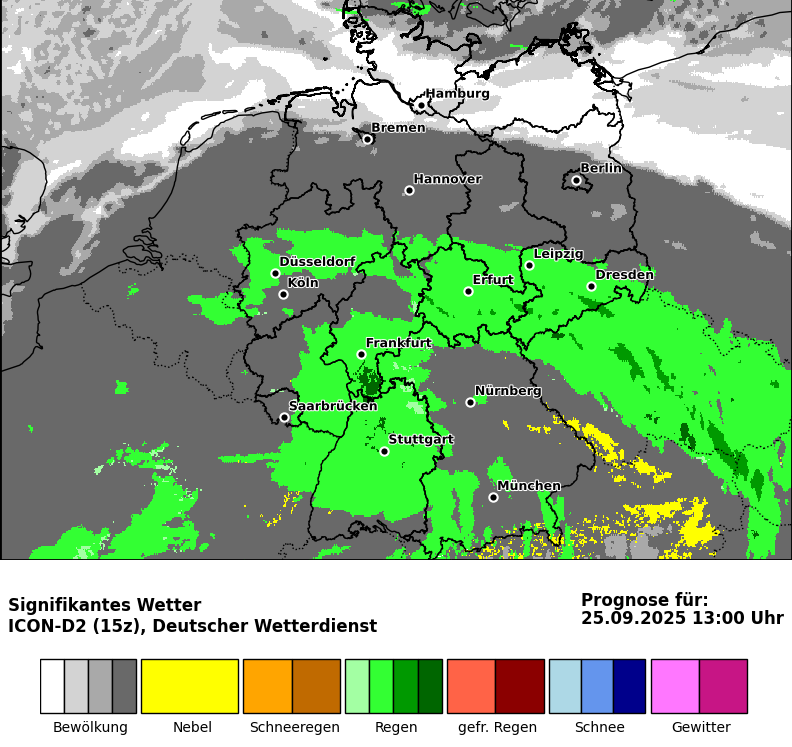 Hamburg
Bremen
Berlin
Hannover
Leipzig
Düsseldorf
Dresden
Erfurt
Köln
Frankfurt
Nürnberg
Saarbrücken
Stuttgart
München
Signifikantes Wetter
ICON-D2 (15z), Deutscher Wetterdienst
Prognose für:
25.09.2025 13:00 Uhr
Bewölkung Nebel Schneeregen Regen gefr. Regen Schnee Gewitter